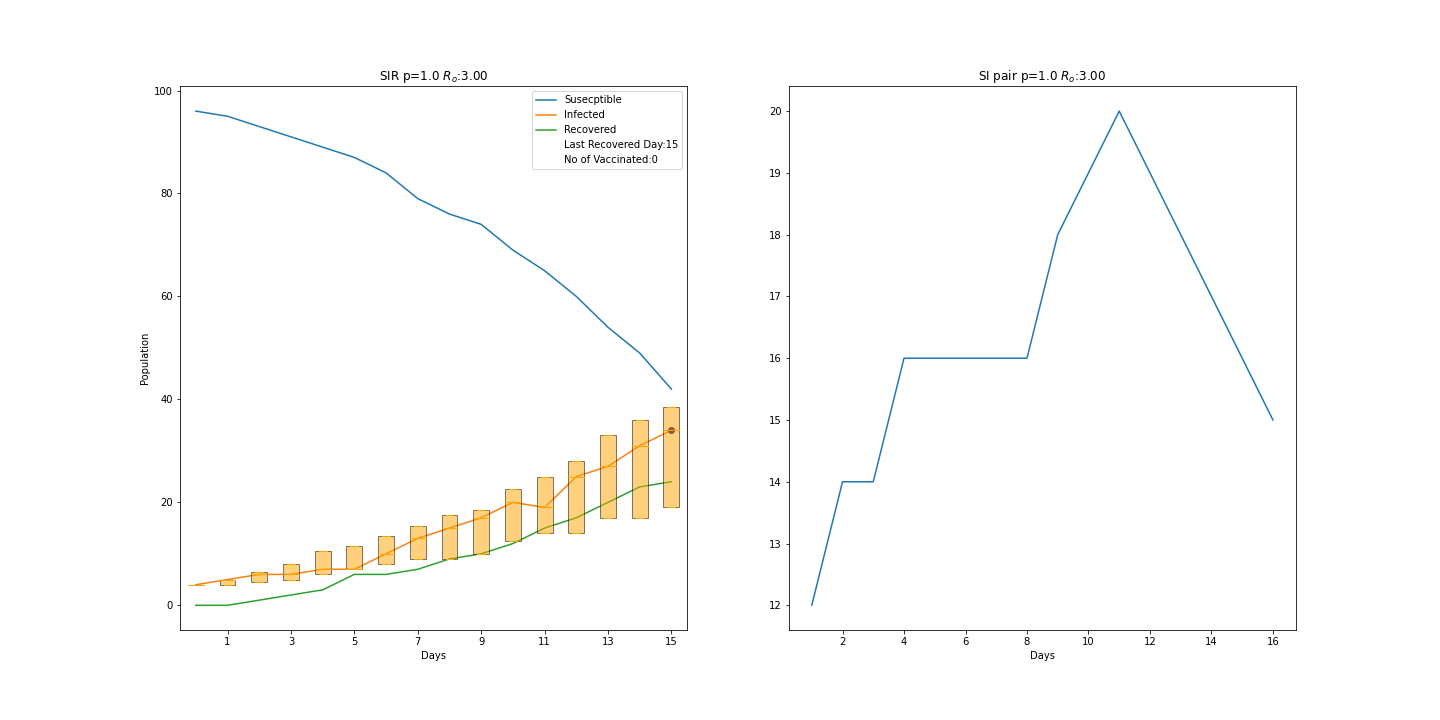 SIR p=1.0 Rₒ:3.00
Susecptible
Infected
Recovered
Last Recovered Day:15
No of Vaccinated:0
100
80
60
40
20
0
Population
1 3 5 7 9 11 13 15
Days
SI pair p=1.0 Rₒ:3.00
20
19
18
17
16
15
14
13
12
2 4 6 8 10 12 14 16
Days